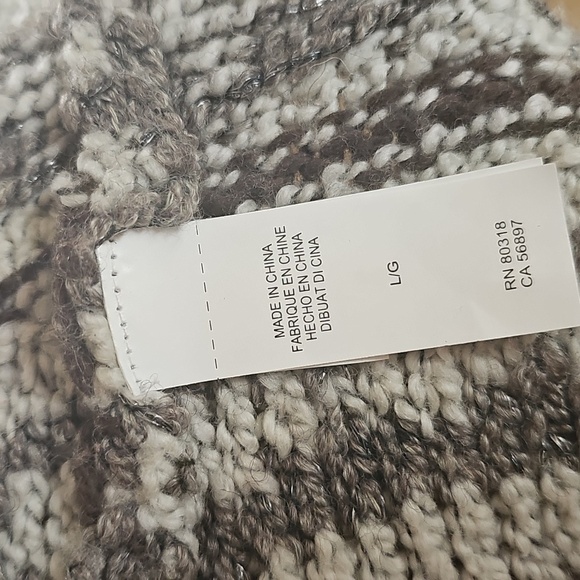 MADE IN CHINA
FABRIQUE EN CHINE
HECHO EN CHINA
DIBUAT DI CINA
L/G
RN 80318
CA 56897